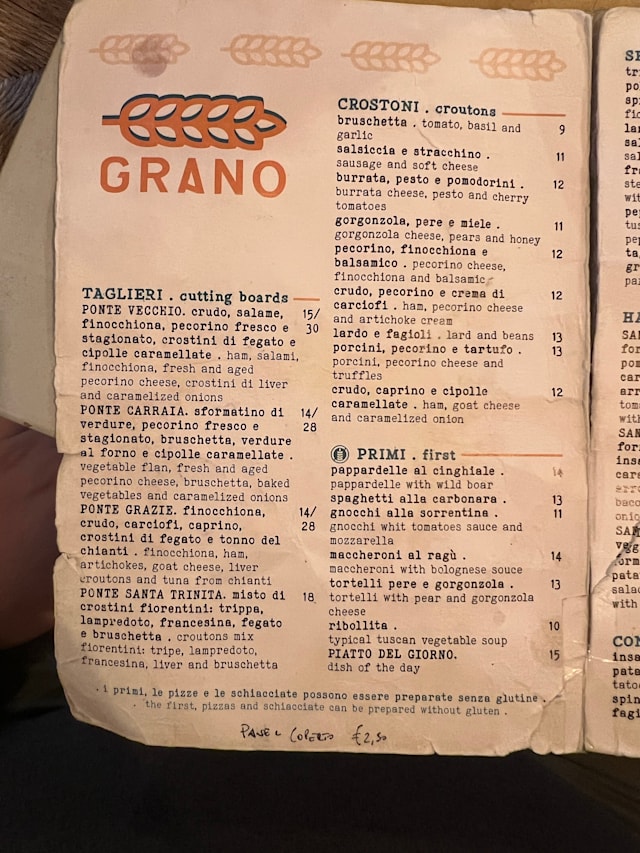 GRANO
TAGLIERI . cutting boards
PONTE VECCHIO. crudo, salame, 15/
finocchiona, pecorino fresco e 30
stagionato, crostini di fegato e
cipolle caramellate . ham, salami,
finocchiona, fresh and aged
pecorino cheese, crostini di liver
and caramelized onions
PONTE CARRAIA. sformatino di 14/
verdure, pecorino fresco e 28
stagionato, bruschetta, verdure
al forno e cipolle caramellate .
vegetable flan, fresh and aged
pecorino cheese, bruschetta, baked
vegetables and caramelized onions
PONTE GRAZIE. finocchiona, 14/
crudo, carciofi, caprino, 28
crostini di fegato e tonno del
chianti . finocchiona, ham,
artichokes, goat cheese, liver
croutons and tuna from chianti
PONTE SANTA TRINITA. misto di 18
crostini fiorentini: trippa,
lampredoto, francesina, fegato
e bruschetta . croutons mix
fiorentini: tripe, lampredoto,
francesina, liver and bruschetta
CROSTONI . croutons
bruschetta . tomato, basil and 9
garlic
salsiccia e stracchino . 11
sausage and soft cheese
burrata, pesto e pomodorini . 12
burrata cheese, pesto and cherry
tomatoes
gorgonzola, pere e miele . 11
gorgonzola cheese, pears and honey
pecorino, finocchiona e 12
balsamico . pecorino cheese,
finocchiona and balsamic
crudo, pecorino e crema di 12
carciofi . ham, pecorino cheese
and artichoke cream
lardo e fagioli . lard and beans 13
porcini, pecorino e tartufo . 13
porcini, pecorino cheese and
truffles
crudo, caprino e cipolle 12
caramellate . ham, goat cheese
and caramelized onion
PRIMI . first
pappardelle al cinghiale . 14
pappardelle with wild boar
spaghetti alla carbonara . 13
gnocchi alla sorrentina . 11
gnocchi whit tomatoes sauce and
mozzarella
maccheroni al ragù . 14
maccheroni with bolognese souce
tortelli pere e gorgonzola . 13
tortelli with pear and gorgonzola
cheese
ribollita . 10
typical tuscan vegetable soup
PIATTO DEL GIORNO. 15
dish of the day
. i primi, le pizze e le schiacciate possono essere preparate senza glutine .
. the first, pizzas and schiacciate can be prepared without gluten .
PANE E COPERTO €2,50